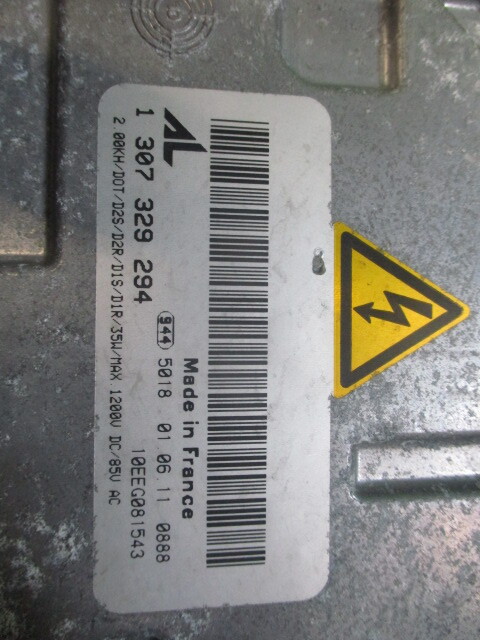 AL
Made in France
1 307 329 294
944 5018 01 06.11 0888
10EEG081543
2.00KH/DOT/D2S/D2R/D1S/D1R/35W/MAX 1200V DC/85V AC